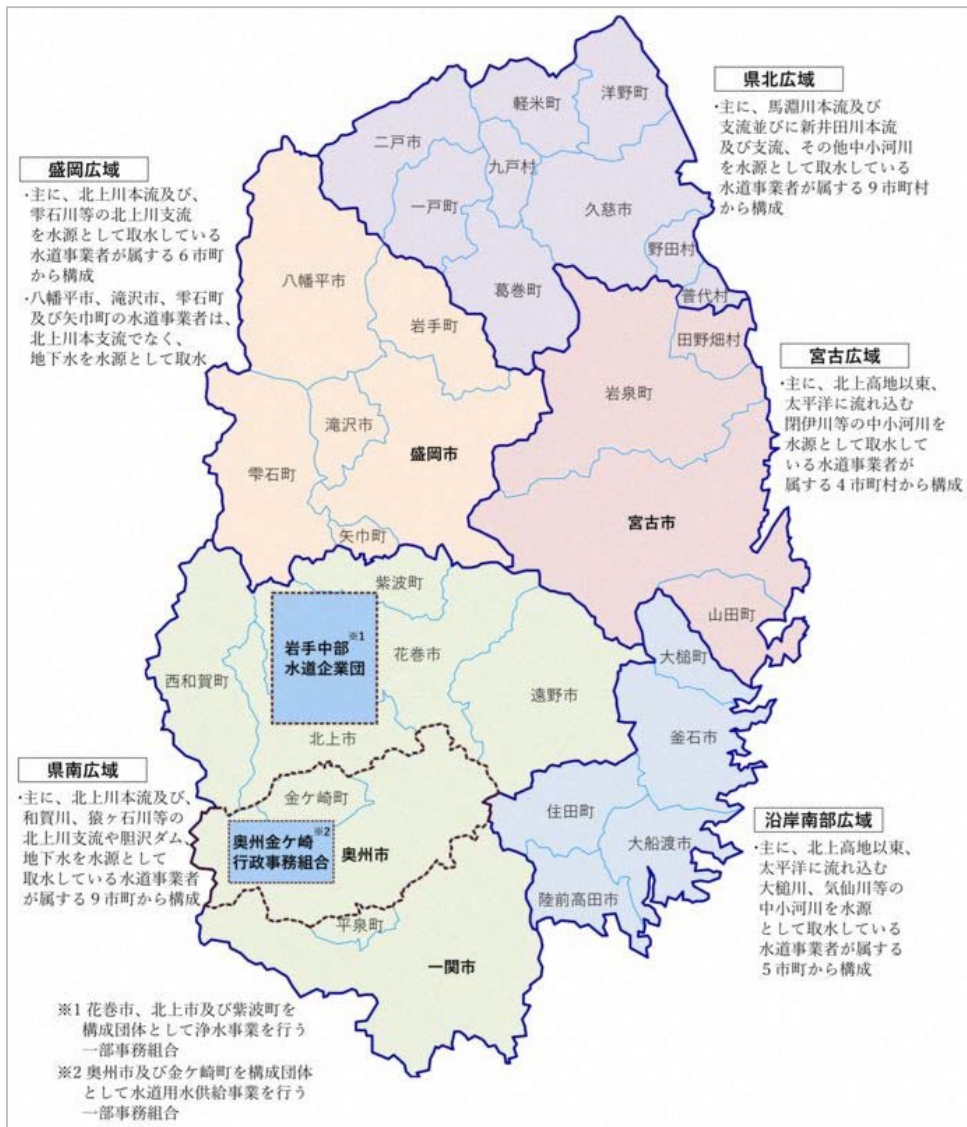 県北広域
・主に、馬淵川本流及び
支流並びに新井田川本流
及び支流、その他中小河川
を水源として取水している
水道事業者が属する9市町村
から構成
盛岡広域
・主に、北上川本流及び、
雫石川等の北上川支流
を水源として取水している
水道事業者が属する6市町
から構成
・八幡平市、滝沢市、雫石町
及び矢巾町の水道事業者は、
北上川本支流でなく、
地下水を水源として取水
宮古広域
・主に、北上高地以東、
太平洋に流れ込む
閉伊川等の中小河川を
水源として取水して
いる水道事業者が
属する4市町村から構成
洋野町
軽米町
二戸市
九戸村
一戸町
久慈市
野田村
葛巻町
普代村
八幡平市
岩手町
田野畑村
岩泉町
滝沢市
盛岡市
雫石町
宮古市
矢巾町
紫波町
山田町
岩手中部※1
水道企業団
花巻市
大槌町
西和賀町
遠野市
北上市
釜石市
金ケ崎町
住田町
奥州金ケ崎※2
行政事務組合
奥州市
大船渡市
陸前高田市
平泉町
一関市
県南広域
・主に、北上川本流及び、
和賀川、猿ヶ石川等の
北上川支流や胆沢ダム、
地下水を水源として
取水している水道事業者
が属する9市町から構成
沿岸南部広域
・主に、北上高地以東、
太平洋に流れ込む
大槌川、気仙川等の
中小河川を水源
として取水している
水道事業者が属する
5市町から構成
※1 花巻市、北上市及び紫波町を
構成団体として浄水事業を行う
一部事務組合
※2 奥州市及び金ケ崎町を構成団体
として水道用水供給事業を行う
一部事務組合